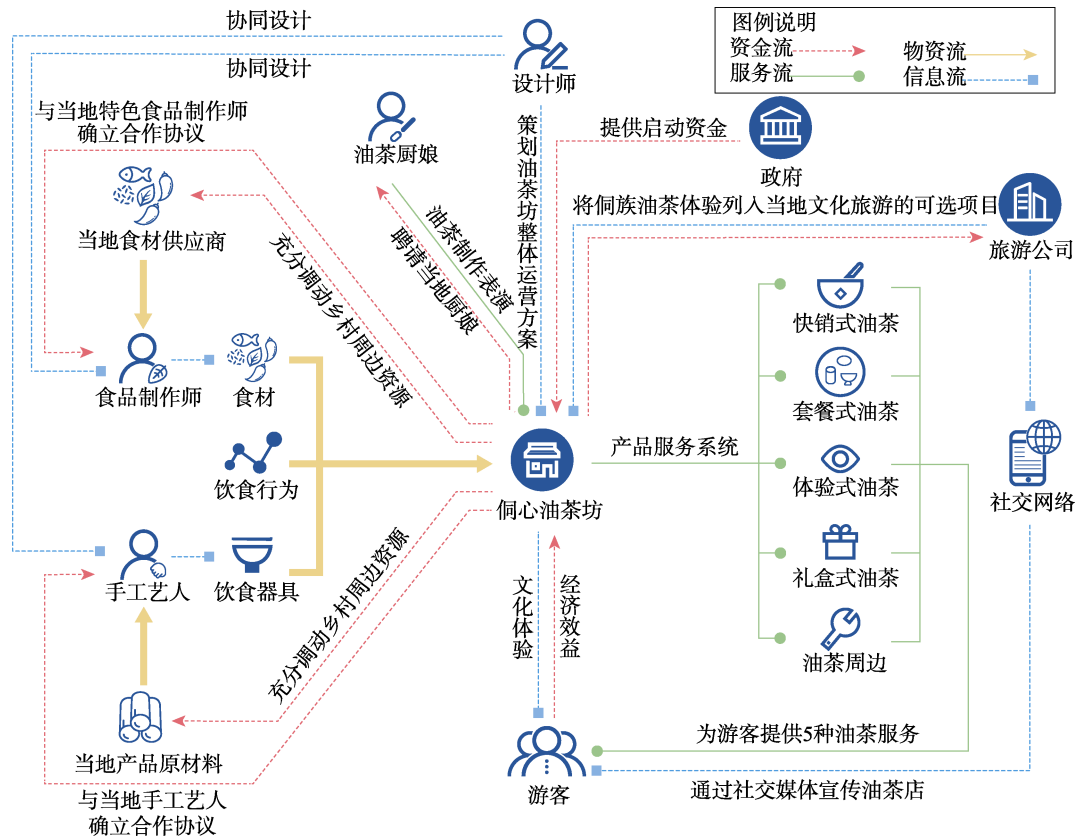 协同设计
协同设计
设计师
图例说明
资金流
物资流
服务流
信息流
与当地特色食品制作师
确立合作协议
油茶厨娘
策划油茶坊整体运营方案
提供启动资金
政府
将侗族油茶体验列入当地文化旅游的可选项目
旅游公司
当地食材供应商
充分调动乡村周边资源
油茶制作表演
聘请当地厨娘
快销式油茶
食品制作师
食材
套餐式油茶
产品服务系统
饮食行为
侗心油茶坊
体验式油茶
社交网络
手工艺人
饮食器具
充分调动乡村周边资源
文化体验
经济效益
礼盒式油茶
油茶周边
当地产品原材料
与当地手工艺人
确立合作协议
游客
为游客提供5种油茶服务
通过社交媒体宣传油茶店